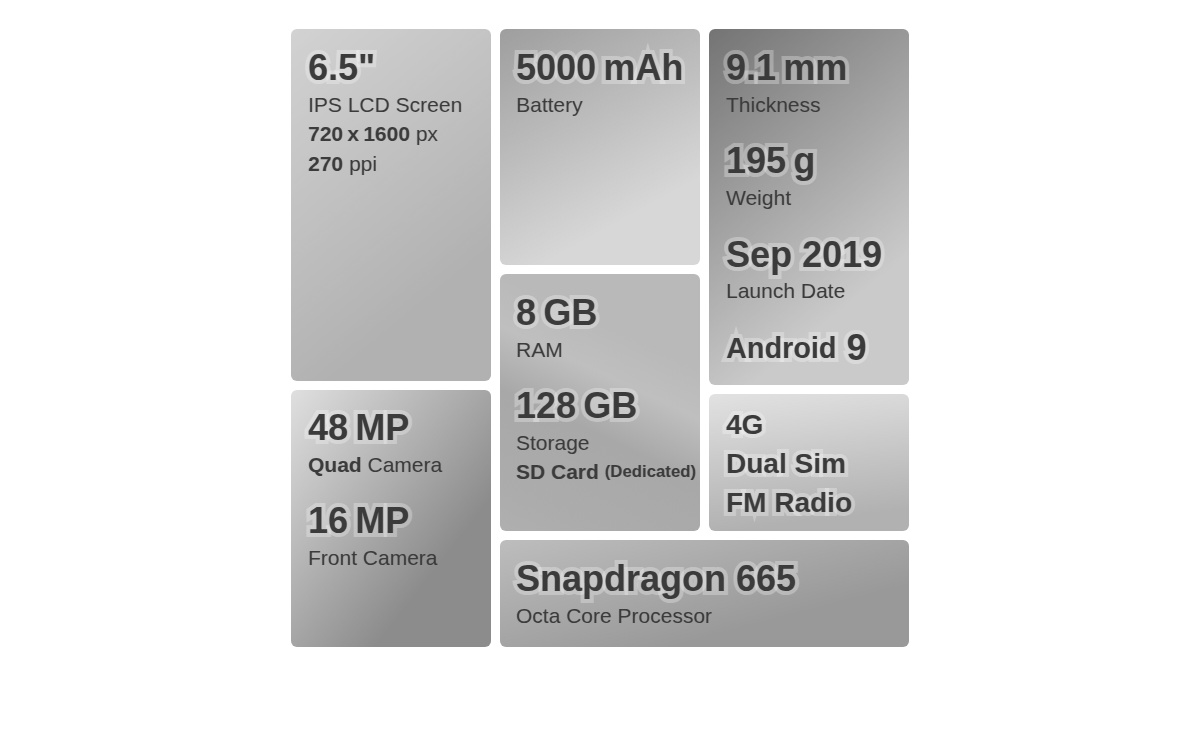 6.5"
IPS LCD Screen
720 x 1600 px
270 ppi
48 MP
Quad Camera
16 MP
Front Camera
5000 mAh
Battery
8 GB
RAM
128 GB
Storage
SD Card (Dedicated)
9.1 mm
Thickness
195 g
Weight
Sep 2019
Launch Date
Android 9
4G
Dual Sim
FM Radio
Snapdragon 665
Octa Core Processor